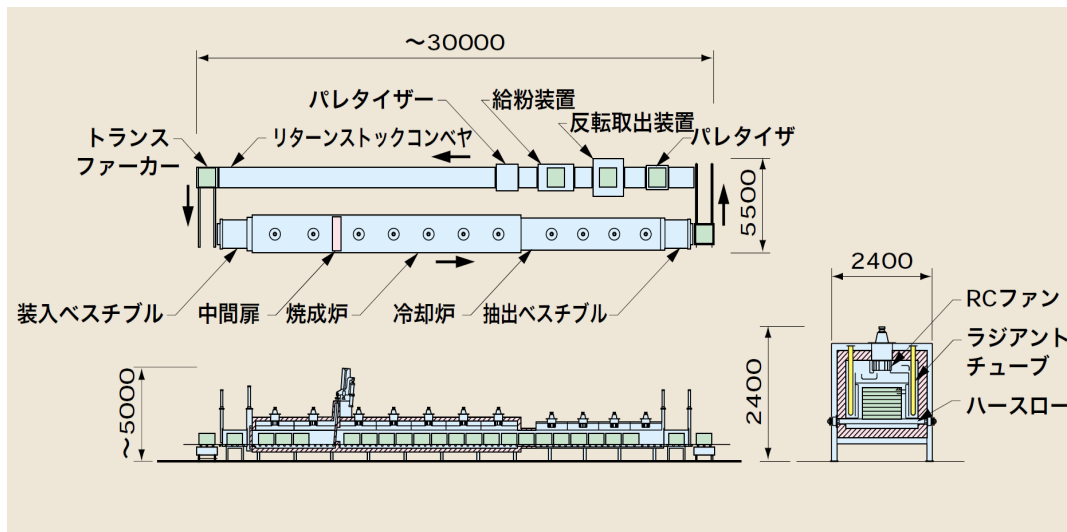 ～30000
パレタイザー
給粉装置
反転取出装置
トランス
ファーカー
リターンストックコンベヤ
パレタイザ
5500
装入ベスチブル
中間扉
焼成炉
冷却炉
抽出ベスチブル
2400
RCファン
ラジアント
チューブ
ハースロー
2400
～5000